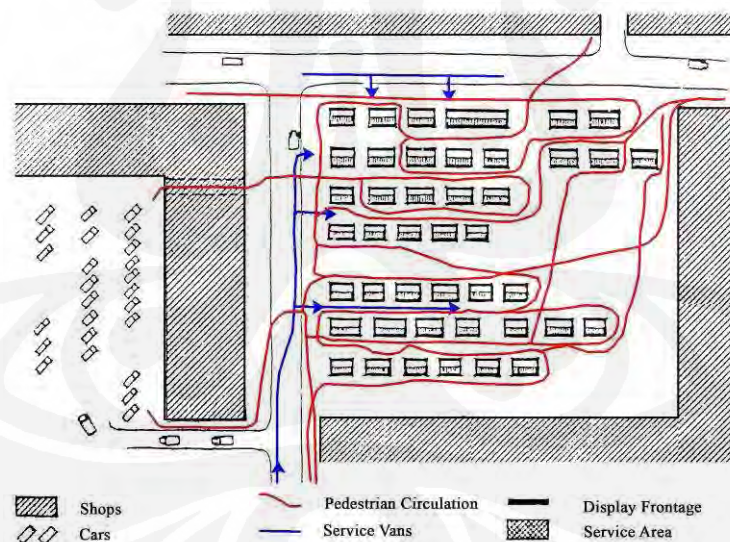 Shops Pedestrian Circulation Display Frontage
Cars Service Vans Service Area